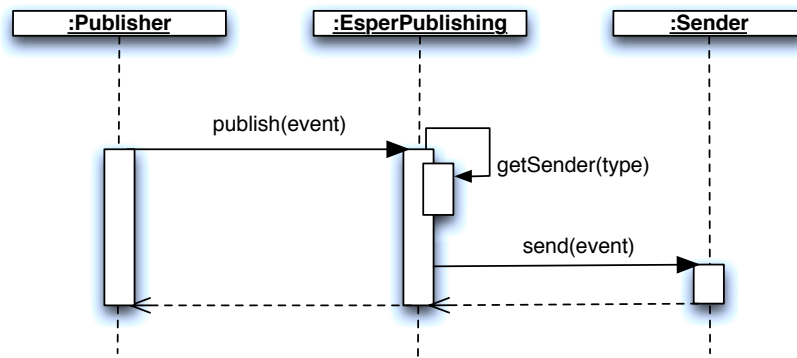 :Publisher
:EsperPublishing
:Sender
publish(event)
getSender(type)
send(event)